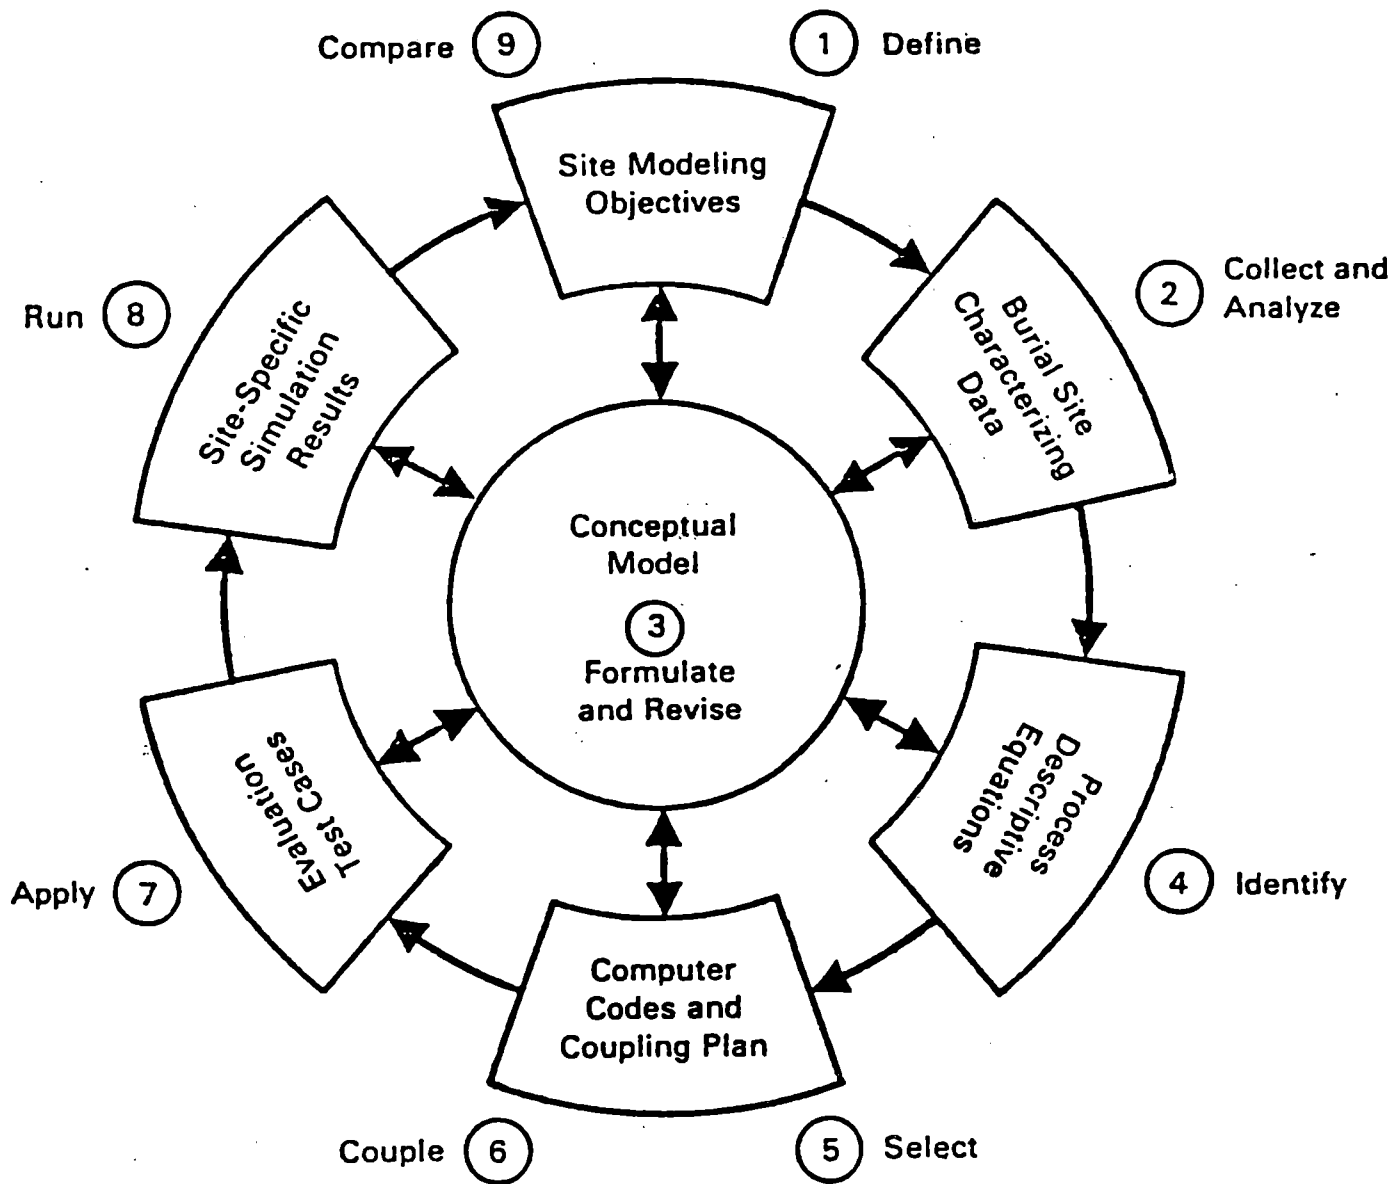 Compare 9
1 Define
Site Modeling
Objectives
2 Collect and
Analyze
Burial Site
Characterizing
Data
Conceptual
Model
3
Formulate
and Revise
Process
Descriptive
Equations
4 Identify
Computer
Codes and
Coupling Plan
5 Select
Couple 6
Evaluation
Test Cases
Apply 7
Site-Specific
Simulation
Results
Run 8